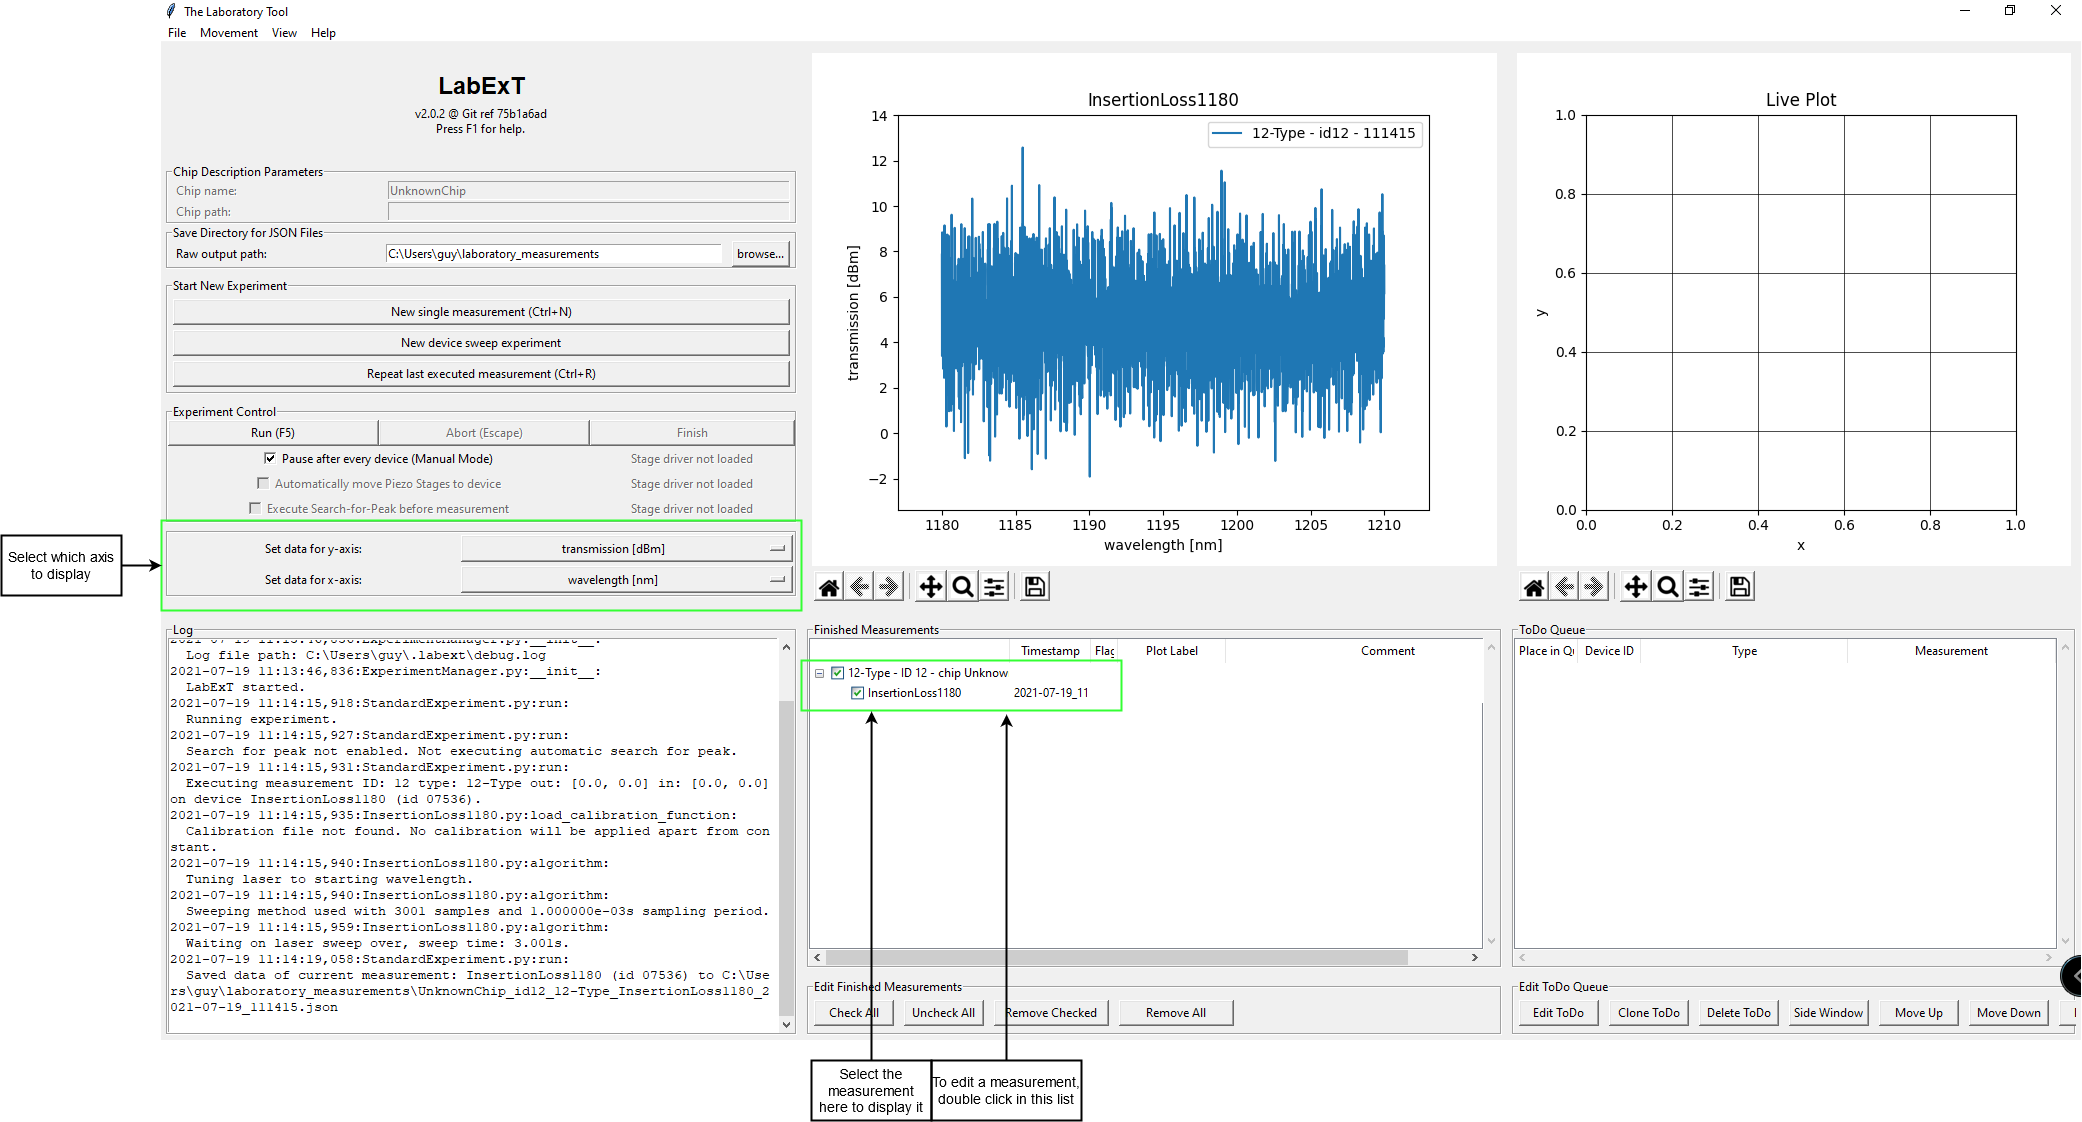 The Laboratory Tool
File Movement View Help
LabExT
v2.0.2 @ Git ref 75b1a6ad
Press F1 for help.
Chip Description Parameters
Chip name: UnknownChip
Chip path:
Save Directory for JSON Files
Raw output path: C:\Users\guy\laboratory_measurements browse...
Start New Experiment
New single measurement (Ctrl+N)
New device sweep experiment
Repeat last executed measurement (Ctrl+R)
Experiment Control
Run (F5) Abort (Escape) Finish
Pause after every device (Manual Mode) Stage driver not loaded
Automatically move Piezo Stages to device Stage driver not loaded
Execute Search-for-Peak before measurement Stage driver not loaded
Select which axis
to display
Set data for y-axis: transmission [dBm]
Set data for x-axis: wavelength [nm]
InsertionLoss1180
12-Type - id12 - 111415
14
12
10
8
6
4
2
0
−2
transmission [dBm]
1180 1185 1190 1195 1200 1205 1210
wavelength [nm]
Live Plot
1.0
0.8
0.6
0.4
0.2
0.0
y
0.0 0.2 0.4 0.6 0.8 1.0
x
Log
2021-07-19 11:13:46,836:ExperimentManager.py:__init__:
Log file path: C:\Users\guy\.labext\debug.log
2021-07-19 11:13:46,836:ExperimentManager.py:__init__:
LabExT started.
2021-07-19 11:14:15,918:StandardExperiment.py:run:
Running experiment.
2021-07-19 11:14:15,927:StandardExperiment.py:run:
Search for peak not enabled. Not executing automatic search for peak.
2021-07-19 11:14:15,931:StandardExperiment.py:run:
Executing measurement ID: 12 type: 12-Type out: [0.0, 0.0] in: [0.0, 0.0]
on device InsertionLoss1180 (id 07536).
2021-07-19 11:14:15,935:InsertionLoss1180.py:load_calibration_function:
Calibration file not found. No calibration will be applied apart from con
stant.
2021-07-19 11:14:15,940:InsertionLoss1180.py:algorithm:
Tuning laser to starting wavelength.
2021-07-19 11:14:15,940:InsertionLoss1180.py:algorithm:
Sweeping method used with 3001 samples and 1.000000e-03s sampling period.
2021-07-19 11:14:15,959:InsertionLoss1180.py:algorithm:
Waiting on laser sweep over, sweep time: 3.001s.
2021-07-19 11:14:19,058:StandardExperiment.py:run:
Saved data of current measurement: InsertionLoss1180 (id 07536) to C:\Use
rs\guy\laboratory_measurements\UnknownChip_id12_12-Type_InsertionLoss1180_2
021-07-19_111415.json
Finished Measurements
Timestamp Flag Plot Label Comment
12-Type - ID 12 - chip Unknow
InsertionLoss1180 2021-07-19_11
Edit Finished Measurements
Check All Uncheck All Remove Checked Remove All
Select the
measurement
here to display it
To edit a measurement,
double click in this list
ToDo Queue
Place in Qu Device ID Type Measurement
Edit ToDo Queue
Edit ToDo Clone ToDo Delete ToDo Side Window Move Up Move Down